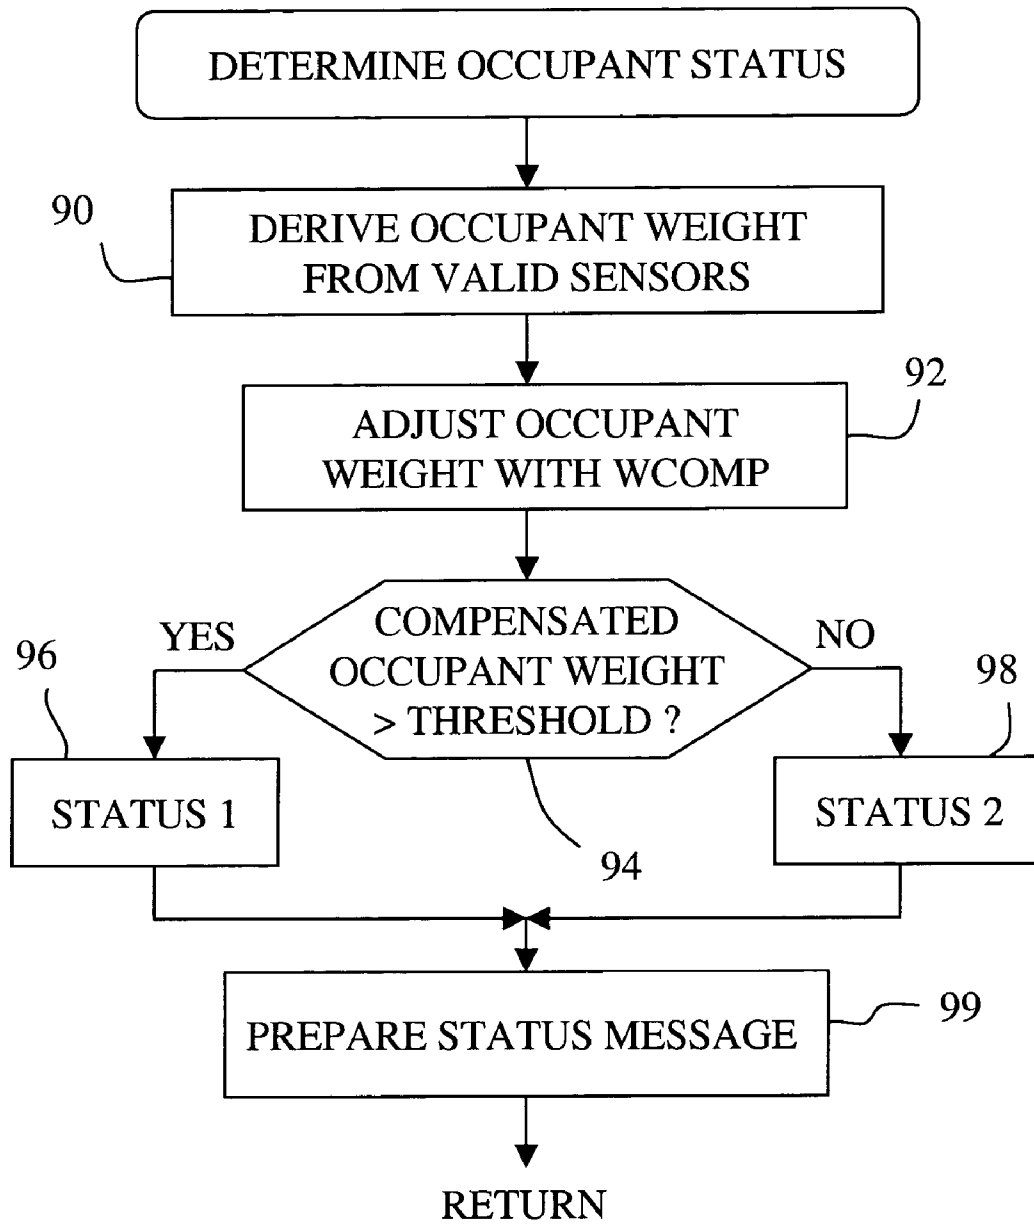 DETERMINE OCCUPANT STATUS
90
DERIVE OCCUPANT WEIGHT
FROM VALID SENSORS
92
ADJUST OCCUPANT
WEIGHT WITH WCOMP
YES
COMPENSATED
OCCUPANT WEIGHT
> THRESHOLD ?
NO
96
98
STATUS 1
STATUS 2
94
PREPARE STATUS MESSAGE
99
RETURN